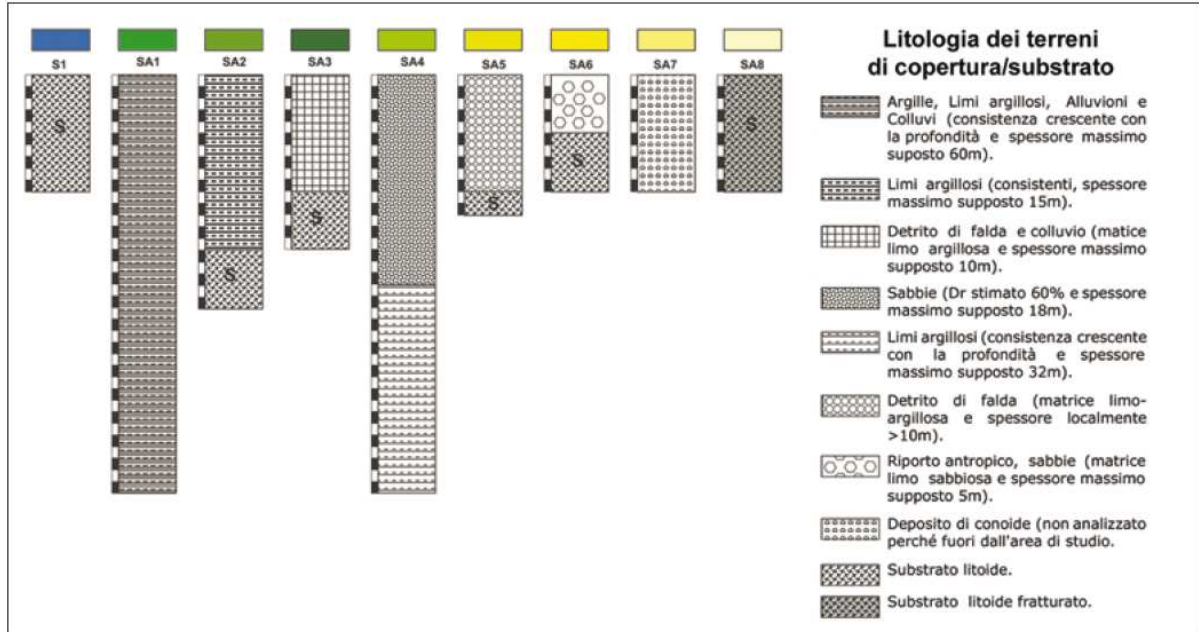 S1 SA1 SA2 SA3 SA4 SA5 SA6 SA7 SA8
S
S
S
S
S
S
Litologia dei terreni
di copertura/substrato
Argille, Limi argillosi, Alluvioni e
Colluvi (consistenza crescente con
la profondità e spessore massimo
suposto 60m).
Limi argillosi (consistenti, spessore
massimo supposto 15m).
Detrito di falda e colluvio (matice
limo argillosa e spessore massimo
supposto 10m).
Sabbie (Dr stimato 60% e spessore
massimo supposto 18m).
Limi argillosi (consistenza crescente
con la profondità e spessore
massimo supposto 32m).
Detrito di falda (matrice limo-
argillosa e spessore localmente
>10m).
Riporto antropico, sabbie (matrice
limo sabbiosa e spessore massimo
supposto 5m).
Deposito di conoide (non analizzato
perché fuori dall'area di studio.
Substrato litoide.
Substrato litoide fratturato.